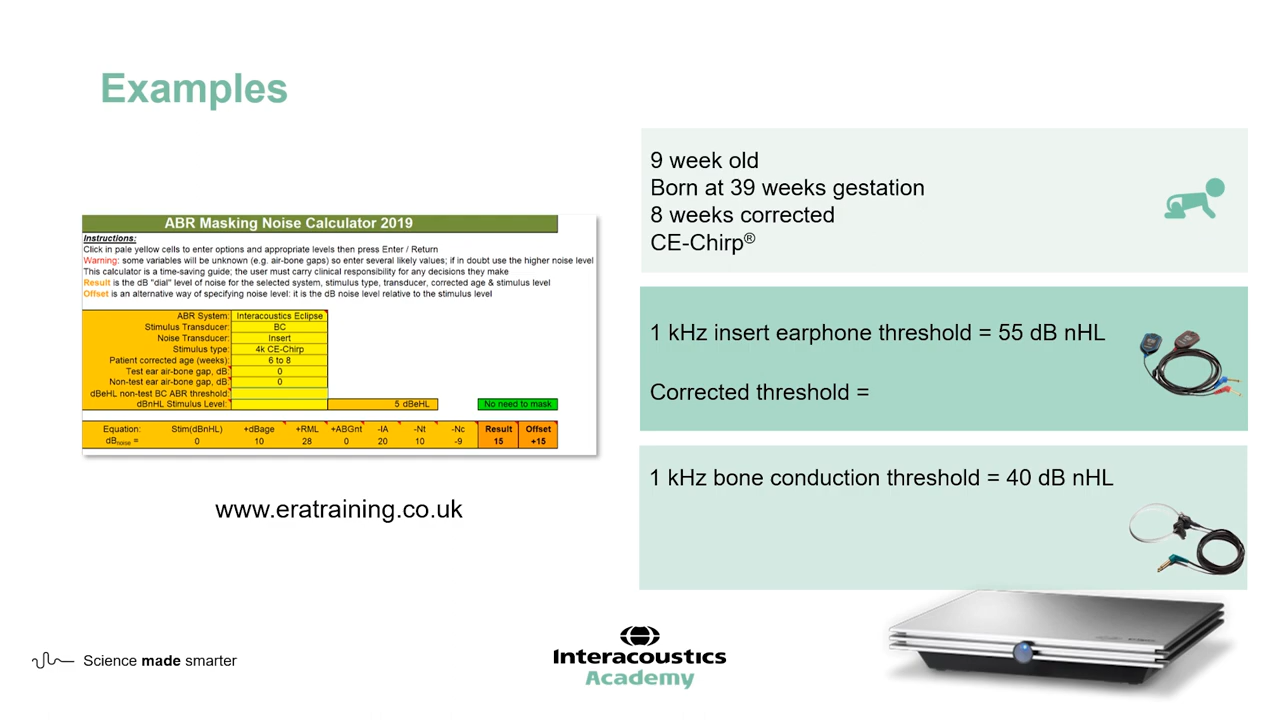 Examples
ABR Masking Noise Calculator 2019
Instructions:
Click in pale yellow cells to enter options and appropriate levels then press Enter / Return
Warning: some variables will be unknown (e.g. air-bone gaps) so enter several likely values; if in doubt use the higher noise level
This calculator is a time-saving guide; the user must carry clinical responsibility for any decisions they make
Result is the dB "dial" level of noise for the selected system, stimulus type, transducer, corrected age & stimulus level
Offset is an alternative way of specifying noise level: it is the dB noise level relative to the stimulus level
ABR System: Interacoustics Eclipse
Stimulus Transducer: BC
Noise Transducer: Insert
Stimulus type: 4k CE-Chirp
Patient corrected age (weeks): 6 to 8
Test ear air-bone gap, dB: 0
Non-test ear air-bone gap, dB: 0
dBeHL non-test BC ABR threshold:
dBnHL Stimulus Level: 5 dBeHL No need to mask
Equation: Stim(dBnHL) +dBage +RML +ABGnt -IA -Nt -Nc Result Offset
dBnoise = 0 10 28 0 20 10 -9 15 +15
www.eratraining.co.uk
9 week old
Born at 39 weeks gestation
8 weeks corrected
CE-Chirp®
1 kHz insert earphone threshold = 55 dB nHL
Corrected threshold =
1 kHz bone conduction threshold = 40 dB nHL
Science made smarter
Interacoustics
Academy